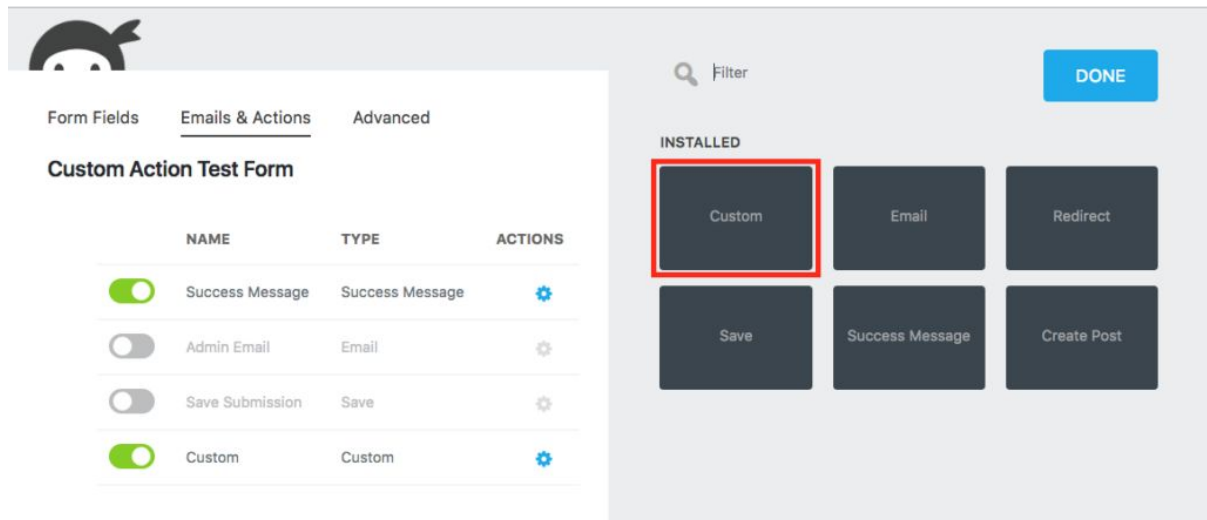 Filter
DONE
Form Fields Emails & Actions Advanced
Custom Action Test Form
NAME TYPE ACTIONS
Success Message Success Message
Admin Email Email
Save Submission Save
Custom Custom
INSTALLED
Custom Email Redirect
Save Success Message Create Post